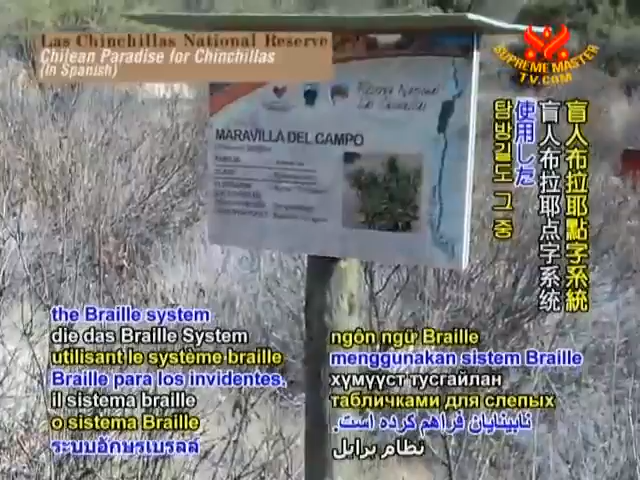 Las Chinchillas National Reserve
Chilean Paradise for Chinchillas
(In Spanish)
SUPREME MASTER
TV.COM
MARAVILLA DEL CAMPO
盲人布拉耶點字系統
盲人布拉耶点字系统
使用した
탐방길도 그 중
the Braille system
die das Braille System
utilisant le système braille
Braille para los invidentes,
il sistema braille
o sistema Braille
ระบบอักษรเบรลล์
ngôn ngữ Braille
menggunakan sistem Braille
хүмүүст тусгайлан
табличками для слепых
نابینایان فراهم کرده است.
نظام برايل